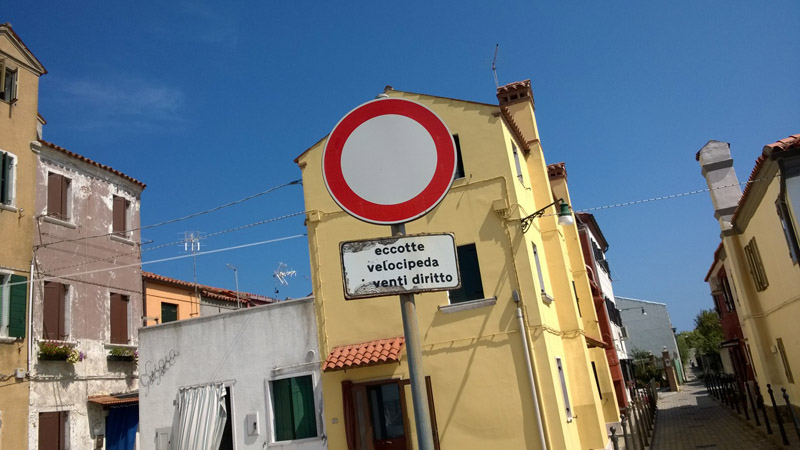 eccotte
velocipeda
venti diritto